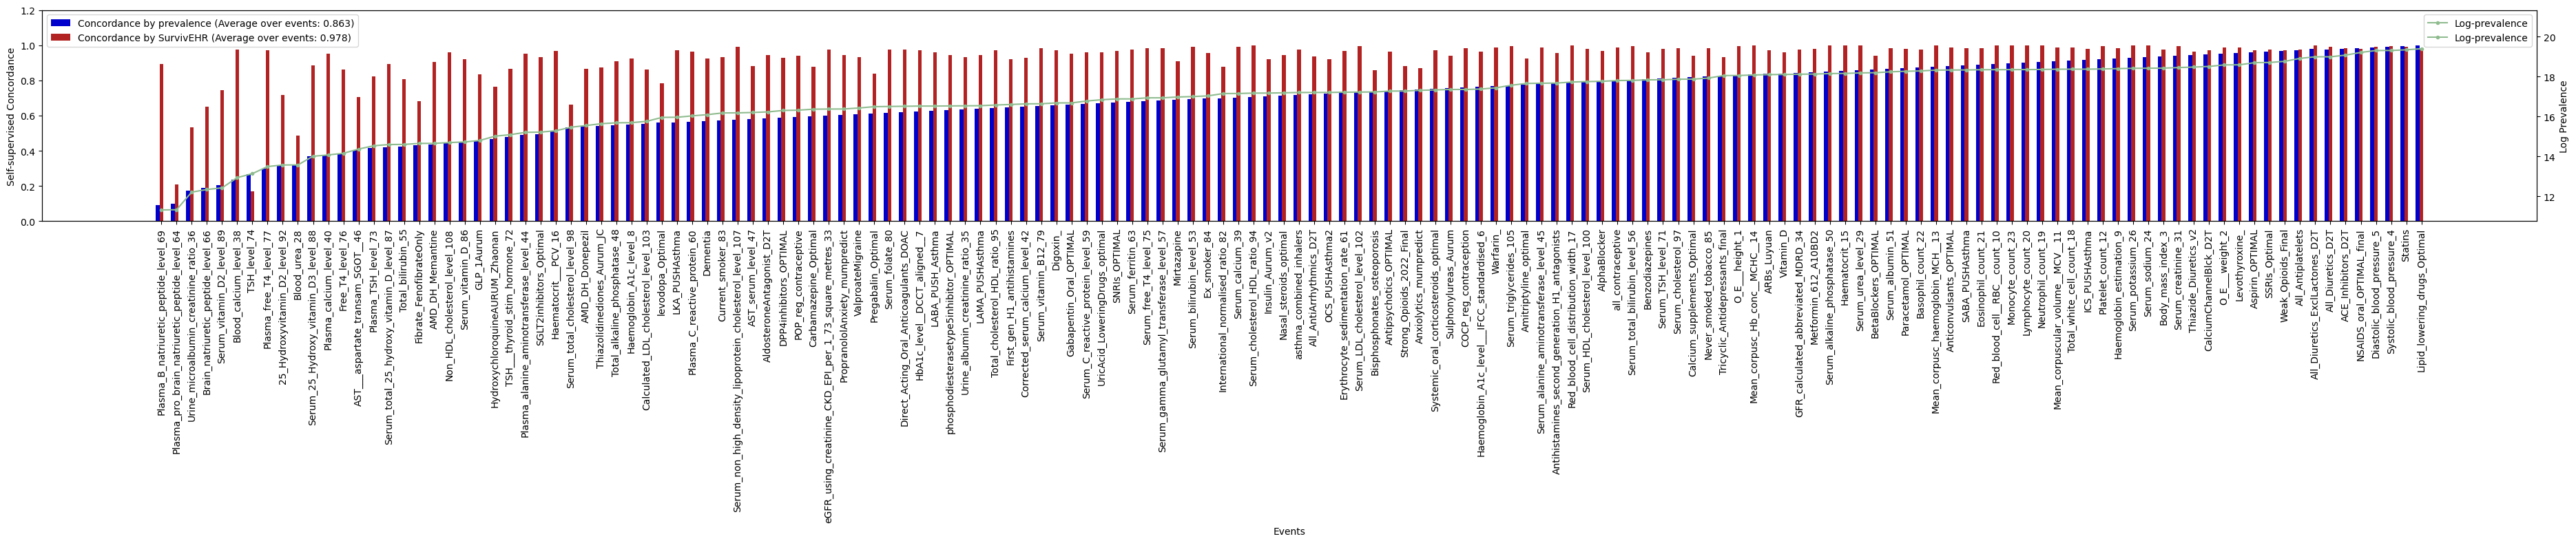 Concordance by prevalence (Average over events: 0.863)
Concordance by SurvivEHR (Average over events: 0.978)
Log-prevalence
Log-prevalence
Self-supervised Concordance
1.2
1.0
0.8
0.6
0.4
0.2
0.0
Log Prevalence
20
18
16
14
12
Plasma_B_natriuretic_peptide_level_69
Plasma_pro_brain_natriuretic_peptide_level_64
Urine_microalbumin_creatinine_ratio_36
Brain_natriuretic_peptide_level_66
Serum_vitamin_D2_level_89
Blood_calcium_level_38
TSH_level_74
Plasma_free_T4_level_77
25_Hydroxyvitamin_D2_level_92
Blood_urea_28
Serum_25_Hydroxy_vitamin_D3_level_88
Plasma_calcium_level_40
Free_T4_level_76
AST___aspartate_transam_SGOT__46
Plasma_TSH_level_73
Serum_total_25_hydroxy_vitamin_D_level_87
Total_bilirubin_55
Fibrate_FenofibrateOnly
AMD_DH_Memantine
Non_HDL_cholesterol_level_108
Serum_vitamin_D_86
GLP_1Aurum
HydroxychloroquineAURUM_Zhaonan
TSH___thyroid_stim_hormone_72
Plasma_alanine_aminotransferase_level_44
SGLT2inhibitors_Optimal
Haematocrit___PCV_16
Serum_total_cholesterol_level_98
AMD_DH_Donepezil
Thiazolidinediones_Aurum_JC
Total_alkaline_phosphatase_48
Hemoglobin_A1c_level_8
Calculated_LDL_cholesterol_level_103
levodopa_Optimal
LKA_PUSHAsthma
Plasma_C_reactive_protein_60
Dementia
Current_smoker_83
Serum_non_high_density_lipoprotein_cholesterol_level_107
AST_serum_level_47
AldosteroneAntagonist_D2T
DPP4inhibitors_OPTIMAL
POP_reg_contraceptive
Carbamazepine_Optimal
eGFR_using_creatinine_CKD_EPI_per_1_73_square_metres_33
PropranololAnxiety_mumpredict
ValproateMigraine
Pregabalin_Optimal
Serum_folate_80
Direct_Acting_Oral_Anticoagulants_DOAC
HbA1c_level__DCCT_aligned__7
LABA_PUSH_Asthma
phosphodiesterasetype5inhibitor_OPTIMAL_
Urine_albumin_creatinine_ratio_35
LAMA_PUSHAsthma
Total_cholesterol_HDL_ratio_95
First_gen_H1_antihistamines
Corrected_serum_calcium_level_42
Serum_vitamin_B12_79
Digoxin_
Gabapentin_Oral_OPTIMAL
Serum_C_reactive_protein_level_59
UricAcid_LoweringDrugs_optimal
SNRIs_OPTIMAL
Serum_ferritin_63
Serum_free_T4_level_75
Serum_gamma_glutamyl_transferase_level_57
Mirtazapine
Serum_bilirubin_level_53
Ex_smoker_84
International_normalised_ratio_82
Serum_calcium_39
Serum_cholesterol_HDL_ratio_94
Insulin_Aurum_v2
Nasal_steroids_optimal
asthma_combined_inhalers
All_AntiArrhythmics_D2T
OCS_PUSHAsthma2
Erythrocyte_sedimentation_rate_61
Serum_LDL_cholesterol_level_102
Bisphosphonates_osteoporosis
Antipsychotics_OPTIMAL
Strong_Opioids_2022_Final
Anxiolytics_mumpredict
Systemic_oral_corticosteroids_optimal
Sulphonylureas_Aurum
COCP_reg_contraception
Haemoglobin_A1c_level___IFCC_standardised_6
Warfarin_
Serum_triglycerides_105
Amitriptyline_optimal
Serum_alanine_aminotransferase_level_45
Antihistamines_second_generation_H1_antagonists
Red_blood_cell_distribution_width_17
Serum_HDL_cholesterol_level_100
AlphaBlocker
all_contraceptive
Serum_total_bilirubin_level_56
Benzodiazepines
Serum_TSH_level_71
Serum_cholesterol_97
Calcium_supplements_Optimal
Never_smoked_tobacco_85
Tricyclic_Antidepressants_final
O_E___height_1
Mean_corpusc_Hb_conc__MCHC__14
ARBs_Luyuan
Vitamin_D
GFR_calculated_abbreviated_MDRD_34
Metformin_612_A10BD2
Serum_alkaline_phosphatase_50
Haematocrit_15
Serum_urea_level_29
BetaBlockers_OPTIMAL
Serum_albumin_51
Paracetamol_OPTIMAL
Basophil_count_22
Mean_corpusc_haemoglobin_MCH__13
Anticonvulsants_OPTIMAL
SABA_PUSHAsthma
Eosinophil_count_21
Red_blood_cell__RBC__count_10
Monocyte_count_23
Lymphocyte_count_20
Neutrophil_count_19
Mean_corpuscular_volume__MCV__11
Total_white_cell_count_18
ICS_PUSHAsthma
Platelet_count_12
Haemoglobin_estimation_9
Serum_potassium_26
Serum_sodium_24
Body_mass_index_3
Serum_creatinine_31
Thiazide_Diuretics_v2
CalciumChannelBlck_D2T
O_E___weight_2
Levothyroxine_
Aspirin_OPTIMAL
SSRIs_Optimal
Weak_Opioids_Final
All_Antiplatelets
All_Diuretics_ExclLactones_D2T
All_Diuretics_D2T
ACE_Inhibitors_D2T
NSAIDS_oral_OPTIMAL_final
Diastolic_blood_pressure_5
Systolic_blood_pressure_4
Statins
Lipid_lowering_drugs_Optimal
Events